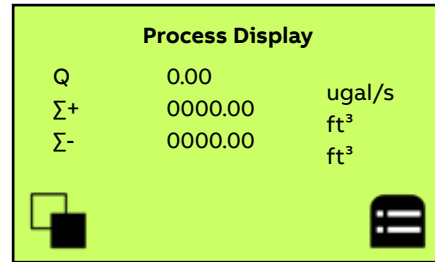 Process Display
Q 0.00 ugal/s
∑+ 0000.00 ft³
∑- 0000.00 ft³